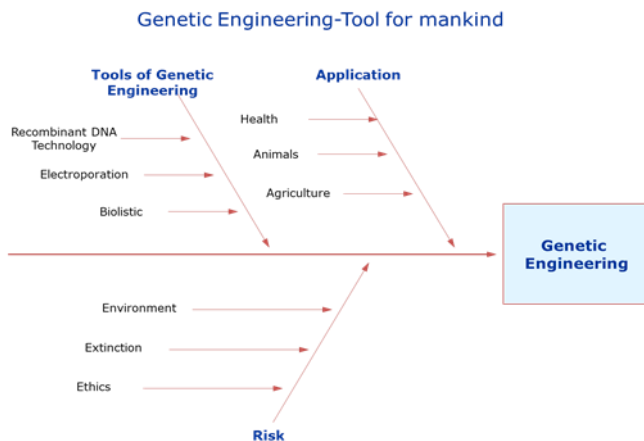 Genetic Engineering-Tool for mankind
Tools of Genetic
Engineering
Application
Recombinant DNA
Technology
Electroporation
Biolistic
Health
Animals
Agriculture
Genetic
Engineering
Environment
Extinction
Ethics
Risk